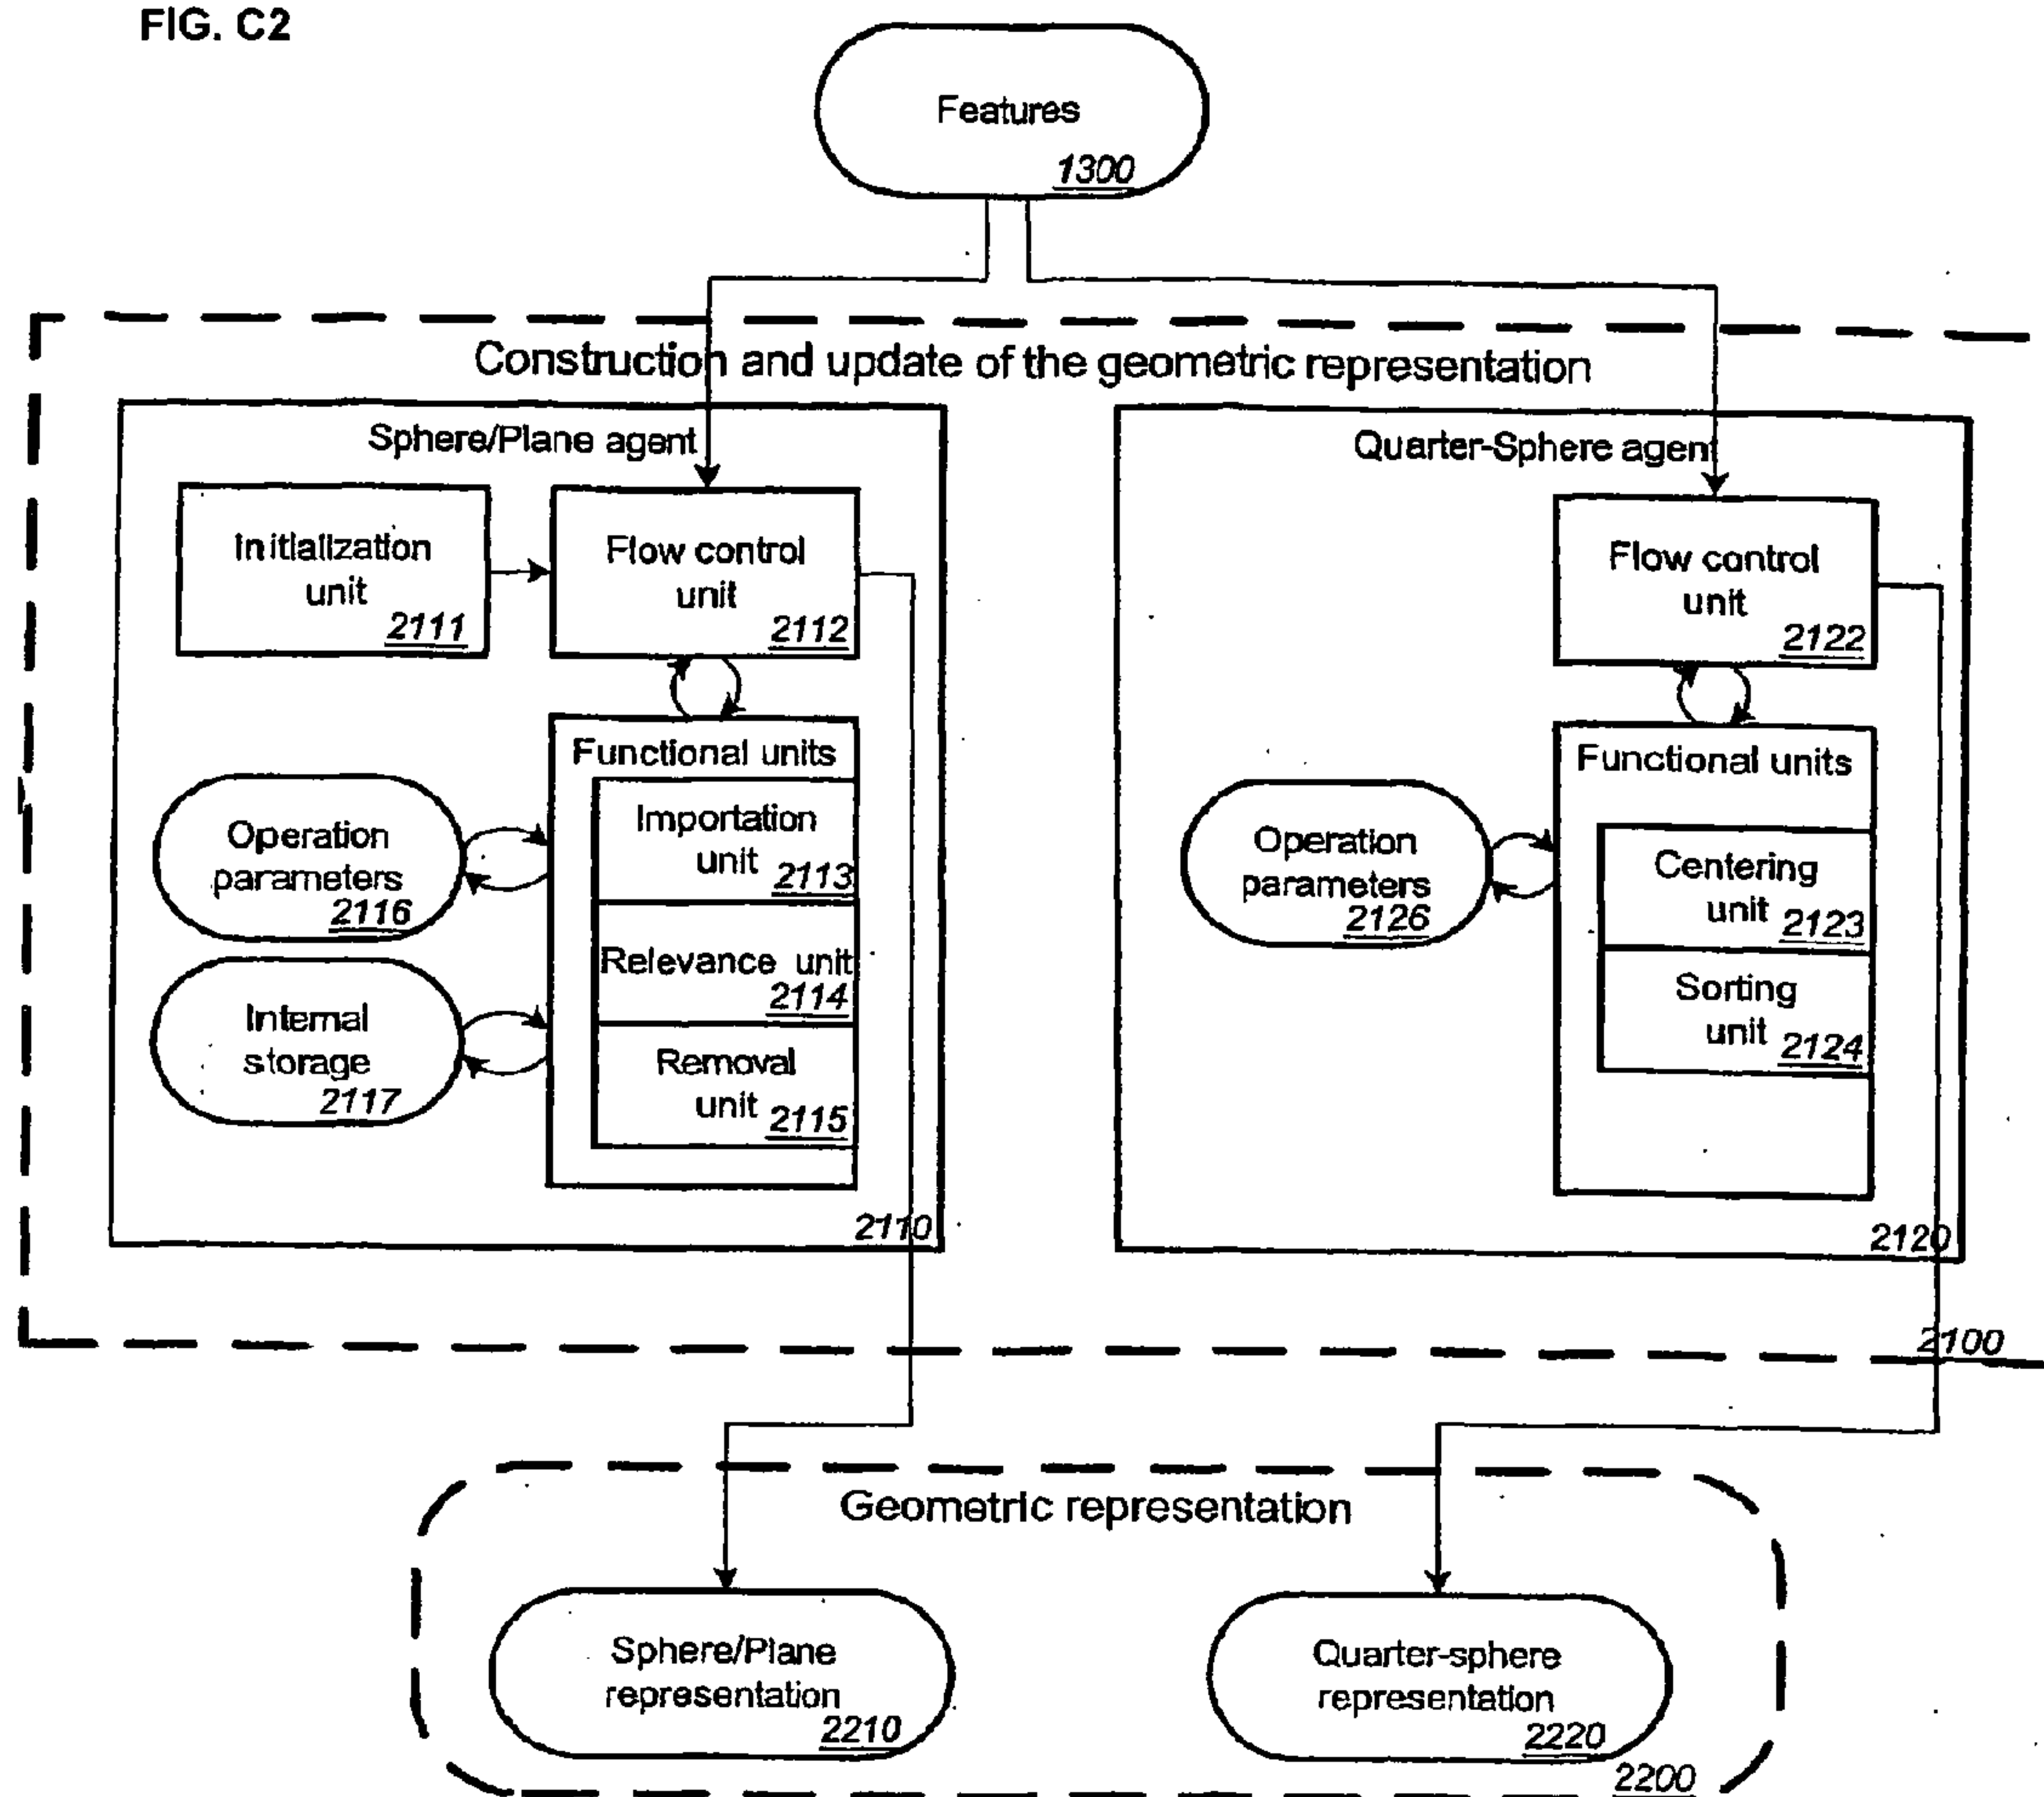 FIG. C2
Features
1300
Construction and update of the geometric representation
Sphere/Plane agent
Initialization
unit
2111
Flow control
unit
2112
Functional units
Importation
unit
2113
Relevance unit
2114
Removal
unit
2115
Operation
parameters
2116
Internal
storage
2117
2110
Quarter-Sphere agent
Flow control
unit
2122
Functional units
Centering
unit
2123
Sorting
unit
2124
Operation
parameters
2126
2120
2100
Geometric representation
Sphere/Plane
representation
2210
Quarter-sphere
representation
2220
2200